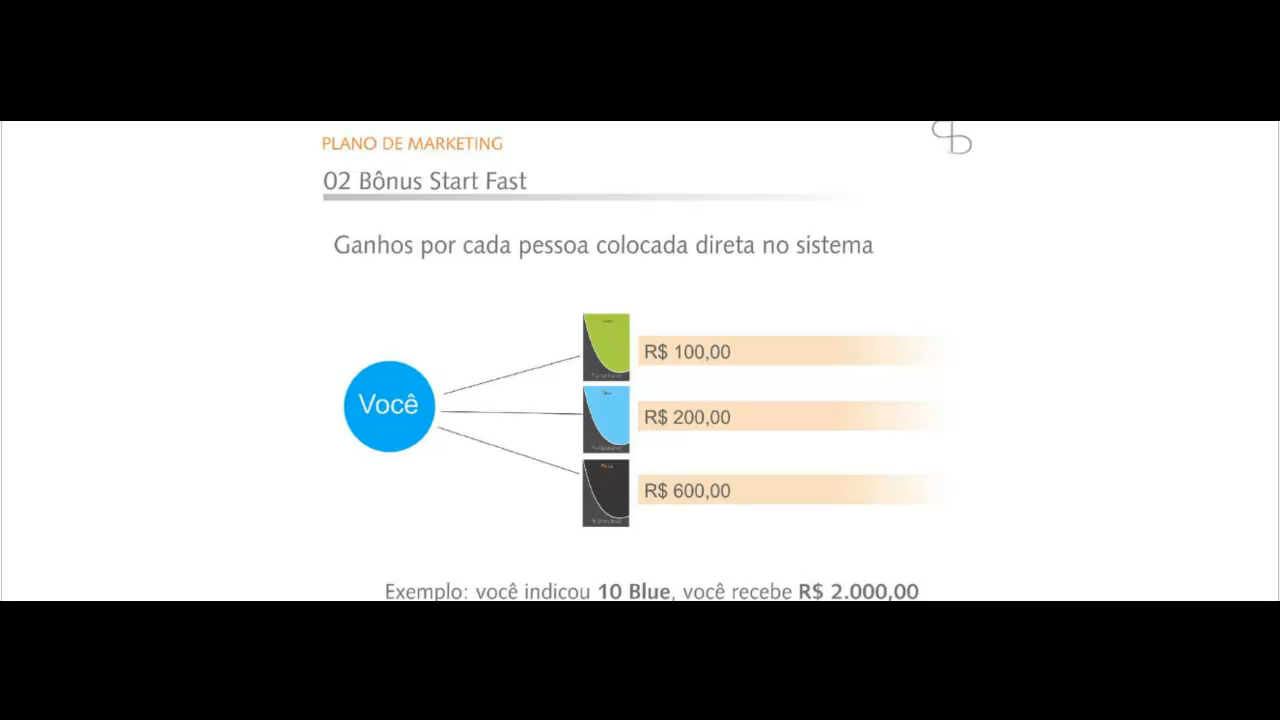 PLANO DE MARKETING
02 Bônus Start Fast
Ganhos por cada pessoa colocada direta no sistema
R$ 100,00
Você
R$ 200,00
R$ 600,00
Exemplo: você indicou 10 Blue, você recebe R$ 2.000,00